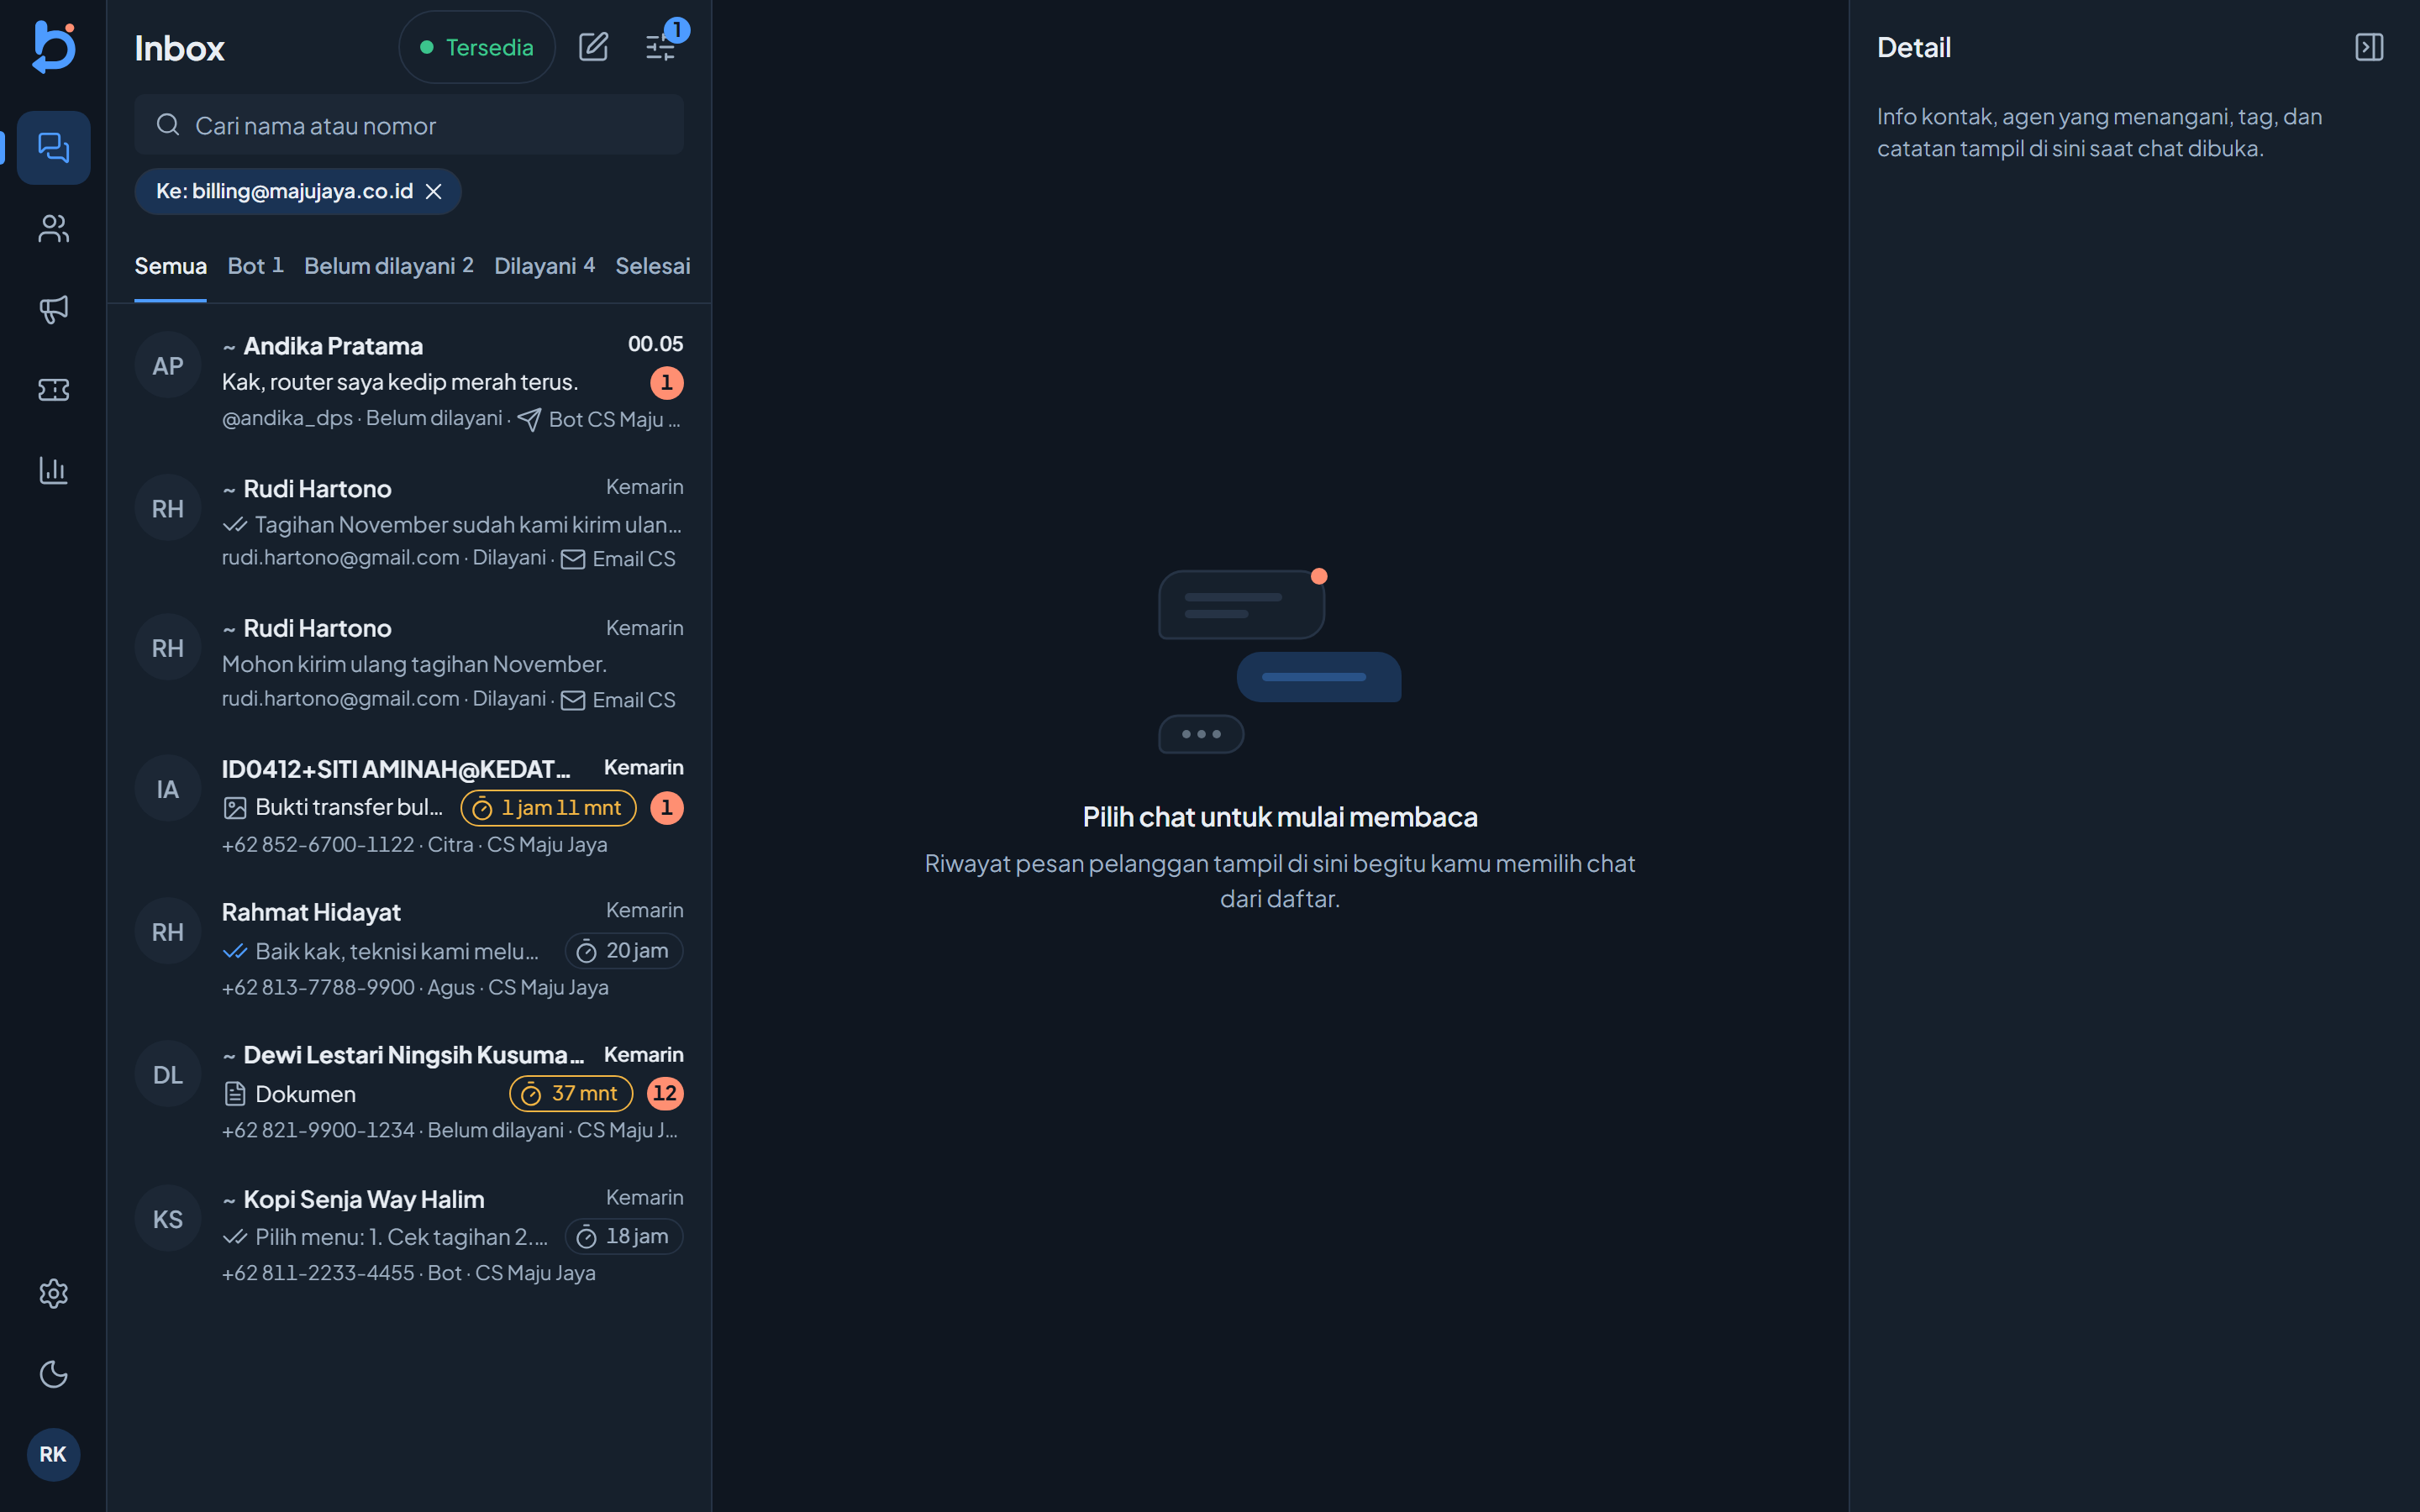 Inbox
Tersedia
1
Cari nama atau nomor
Ke: billing@majujaya.co.id
Semua Bot 1 Belum dilayani 2 Dilayani 4 Selesai
AP
~ Andika Pratama 00.05
Kak, router saya kedip merah terus. 1
@andika_dps · Belum dilayani · Bot CS Maju ...
RH
~ Rudi Hartono Kemarin
Tagihan November sudah kami kirim ulan...
rudi.hartono@gmail.com · Dilayani · Email CS
RH
~ Rudi Hartono Kemarin
Mohon kirim ulang tagihan November.
rudi.hartono@gmail.com · Dilayani · Email CS
IA
ID0412+SITI AMINAH@KEDAT... Kemarin
Bukti transfer bul... 1 jam 11 mnt 1
+62 852-6700-1122 · Citra · CS Maju Jaya
RH
Rahmat Hidayat Kemarin
Baik kak, teknisi kami melu... 20 jam
+62 813-7788-9900 · Agus · CS Maju Jaya
DL
~ Dewi Lestari Ningsih Kusuma... Kemarin
Dokumen 37 mnt 12
+62 821-9900-1234 · Belum dilayani · CS Maju J...
KS
~ Kopi Senja Way Halim Kemarin
Pilih menu: 1. Cek tagihan 2.... 18 jam
+62 811-2233-4455 · Bot · CS Maju Jaya
RK
Pilih chat untuk mulai membaca
Riwayat pesan pelanggan tampil di sini begitu kamu memilih chat
dari daftar.
Detail
Info kontak, agen yang menangani, tag, dan
catatan tampil di sini saat chat dibuka.